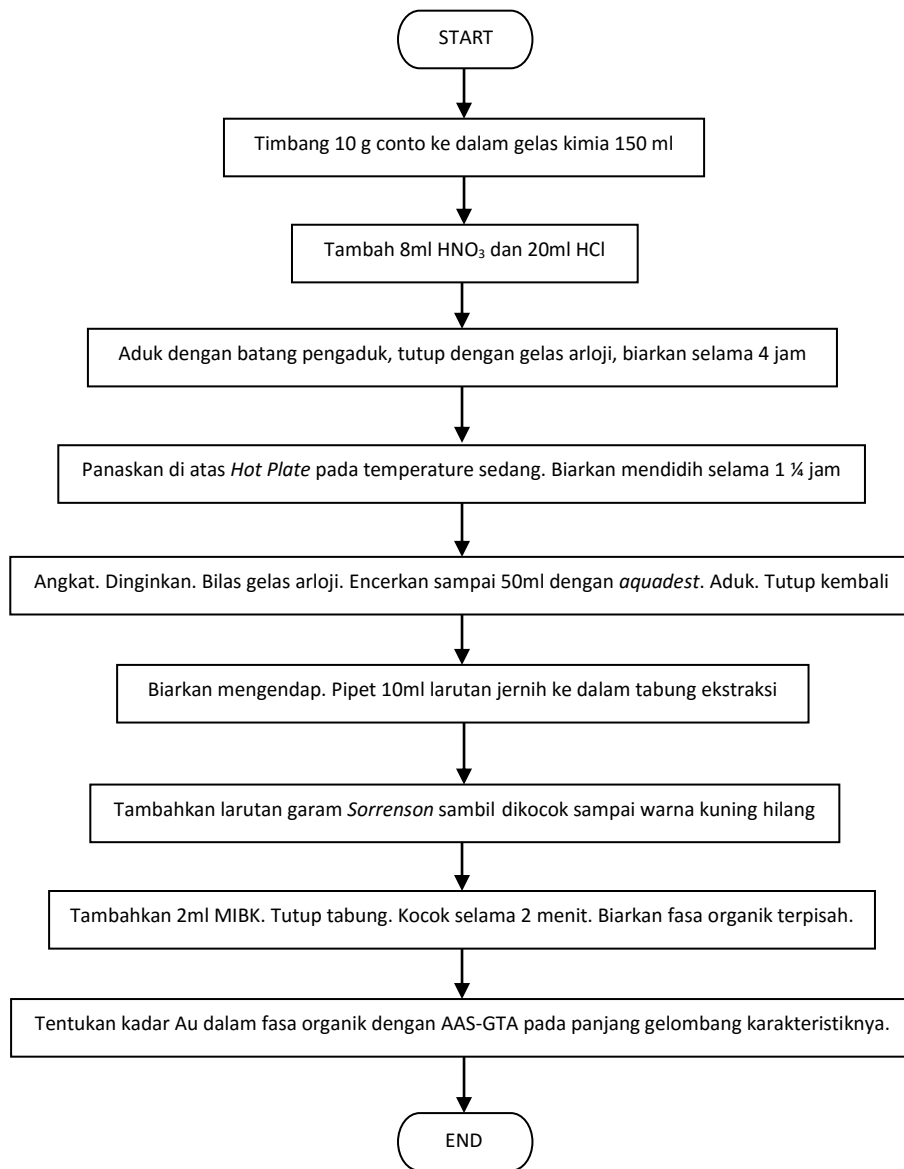 START
Timbang 10 g conto ke dalam gelas kimia 150 ml
Tambah 8ml HNO₃ dan 20ml HCl
Aduk dengan batang pengaduk, tutup dengan gelas arloji, biarkan selama 4 jam
Panaskan di atas Hot Plate pada temperature sedang. Biarkan mendidih selama 1 ¼ jam
Angkat. Dinginkan. Bilas gelas arloji. Encerkan sampai 50ml dengan aquadest. Aduk. Tutup kembali
Biarkan mengendap. Pipet 10ml larutan jernih ke dalam tabung ekstraksi
Tambahkan larutan garam Sorrenson sambil dikocok sampai warna kuning hilang
Tambahkan 2ml MIBK. Tutup tabung. Kocok selama 2 menit. Biarkan fasa organik terpisah.
Tentukan kadar Au dalam fasa organik dengan AAS-GTA pada panjang gelombang karakteristiknya.
END